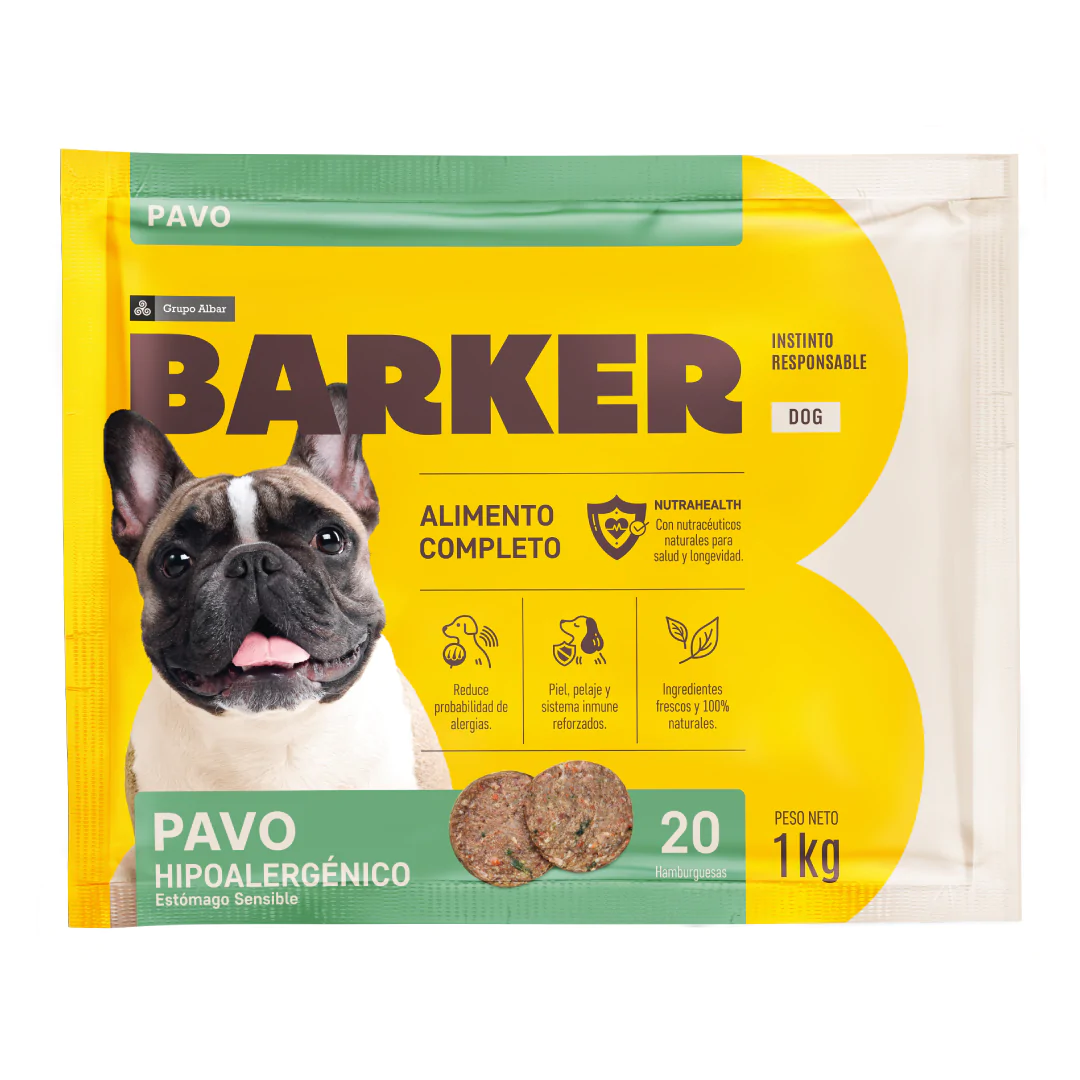 PAVO
Grupo Albar
BARKER
INSTINTO
RESPONSABLE
DOG
ALIMENTO
COMPLETO
NUTRAHEALTH
Con nutracéuticos
naturales para
salud y longevidad.
Reduce
probabilidad de
alergias.
Piel, pelaje y
sistema inmune
reforzados.
Ingredientes
frescos y 100%
naturales.
PAVO
HIPOALERGÉNICO
Estómago Sensible
20
Hamburguesas
PESO NETO
1kg